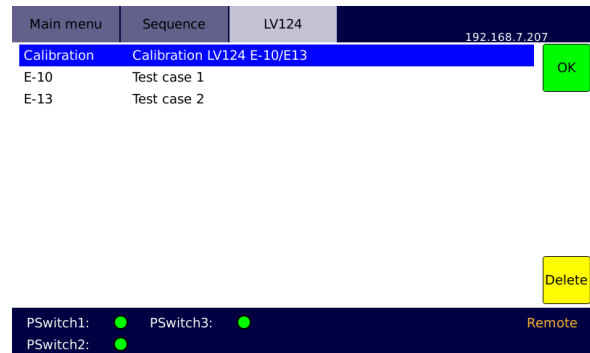 Main menu Sequence LV124
192.168.7.207
Calibration Calibration LV124 E-10/E13
OK
E-10 Test case 1
E-13 Test case 2
Delete
PSwitch1: PSwitch3: Remote
PSwitch2: